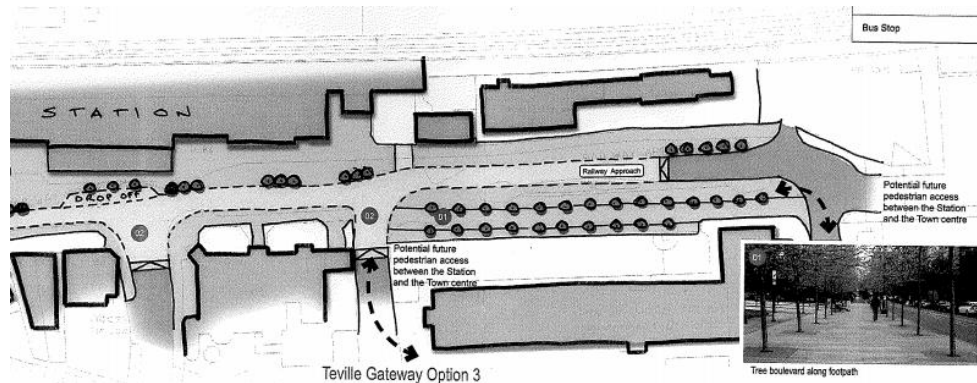 Bus Stop
STATION
DROP OFF
Railway Approach
02
02
01
Potential future
pedestrian access
between the Station
and the Town centre
Potential future
pedestrian access
between the Station
and the Town centre
01
Teville Gateway Option 3
Tree boulevard along footpath